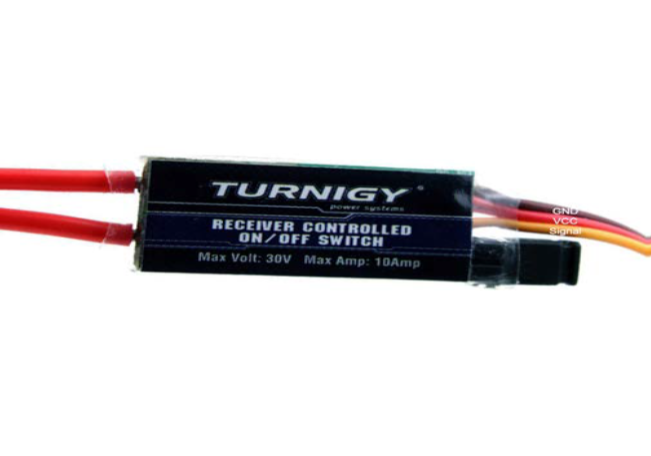 TURNIGY
power systems
RECEIVER CONTROLLED
ON/OFF SWITCH
Max Volt: 30V Max Amp: 10Amp
GND
VCC
Signal